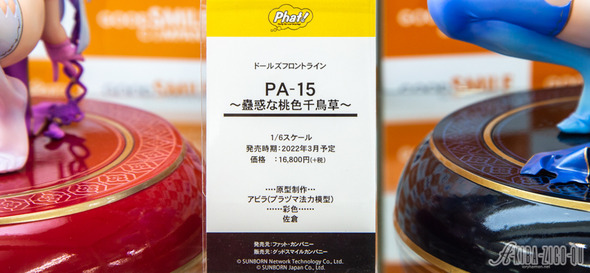 Phat!
ドールズフロントライン
PA-15
~蠱惑な桃色千鳥草~
1/6スケール
発売時期：2022年3月予定
価格　：16,800円(+税)
‥‥原型制作‥‥
アビラ(プラヅマ法力模型)
‥‥‥彩色‥‥‥
佐倉
発売元：ファット・カンパニー
販売元：グッドスマイルカンパニー
© SUNBORN Network Technology Co., Ltd.
© SUNBORN Japan Co., Ltd.
GOOD SMILE
AKIBA-ZIGO-KU